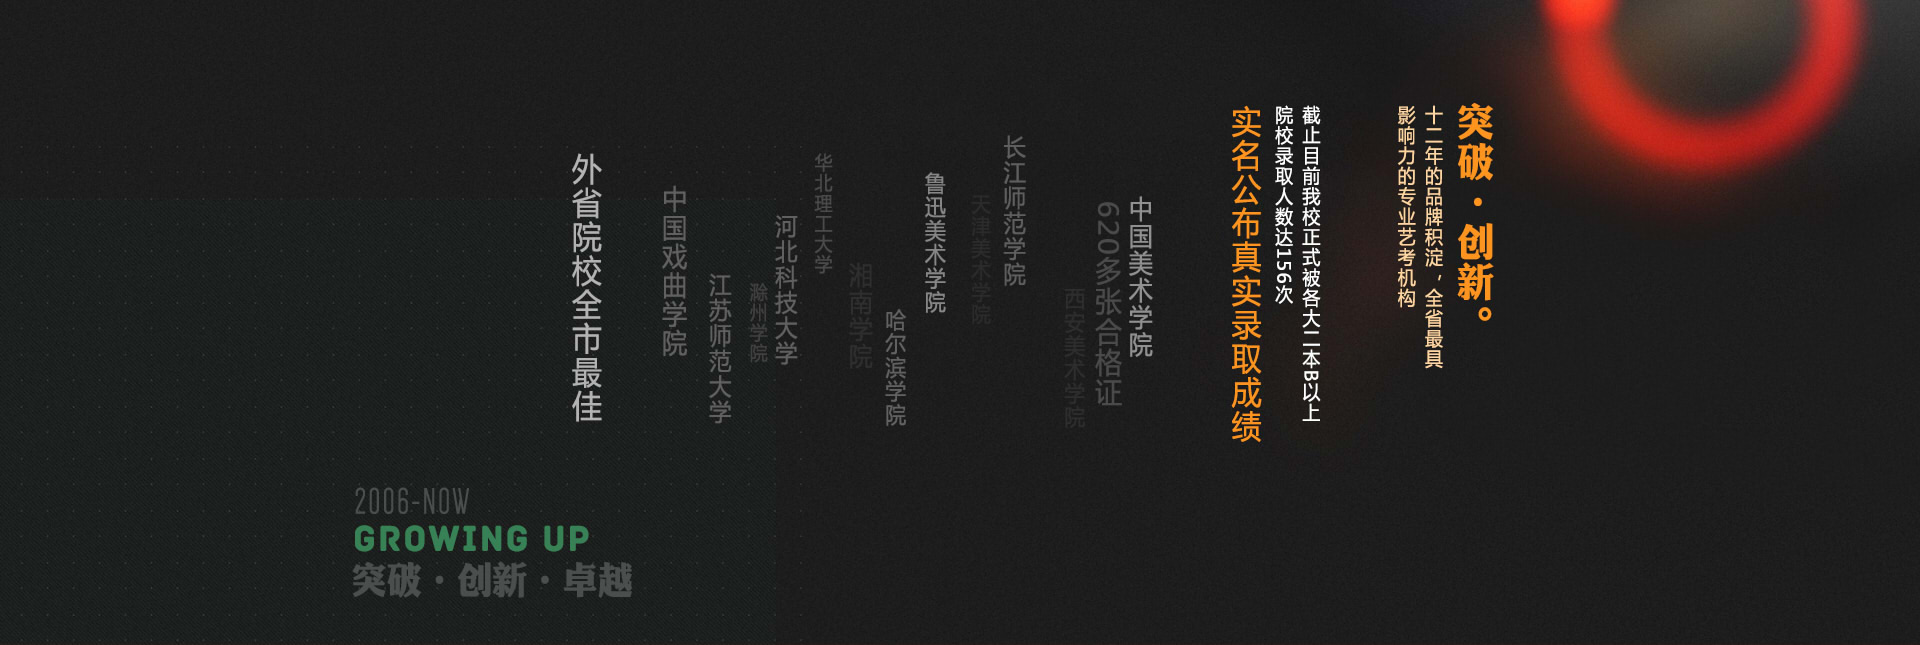 突破·创新。
十二年的品牌积淀，全省最具
影响力的专业艺考机构
截止目前我校正式被各大二本B以上
院校录取人数达156次
实名公布真实录取成绩
中国美术学院
620多张合格证
西安美术学院
长江师范学院
天津美术学院
鲁迅美术学院
哈尔滨学院
湘南学院
华北理工大学
河北科技大学
滁州学院
江苏师范大学
中国戏曲学院
外省院校全市最佳
2006-NOW
GROWING UP
突破·创新·卓越